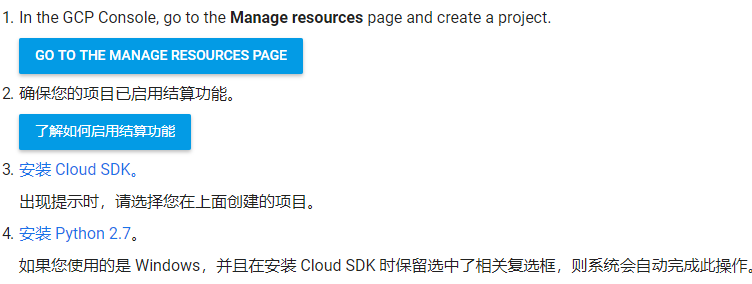 1. In the GCP Console, go to the Manage resources page and create a project.
GO TO THE MANAGE RESOURCES PAGE
2. 确保您的项目已启用结算功能。
了解如何启用结算功能
3. 安装 Cloud SDK。
出现提示时，请选择您在上面创建的项目。
4. 安装 Python 2.7。
如果您使用的是 Windows，并且在安装 Cloud SDK 时保留选中了相关复选框，则系统会自动完成此操作。